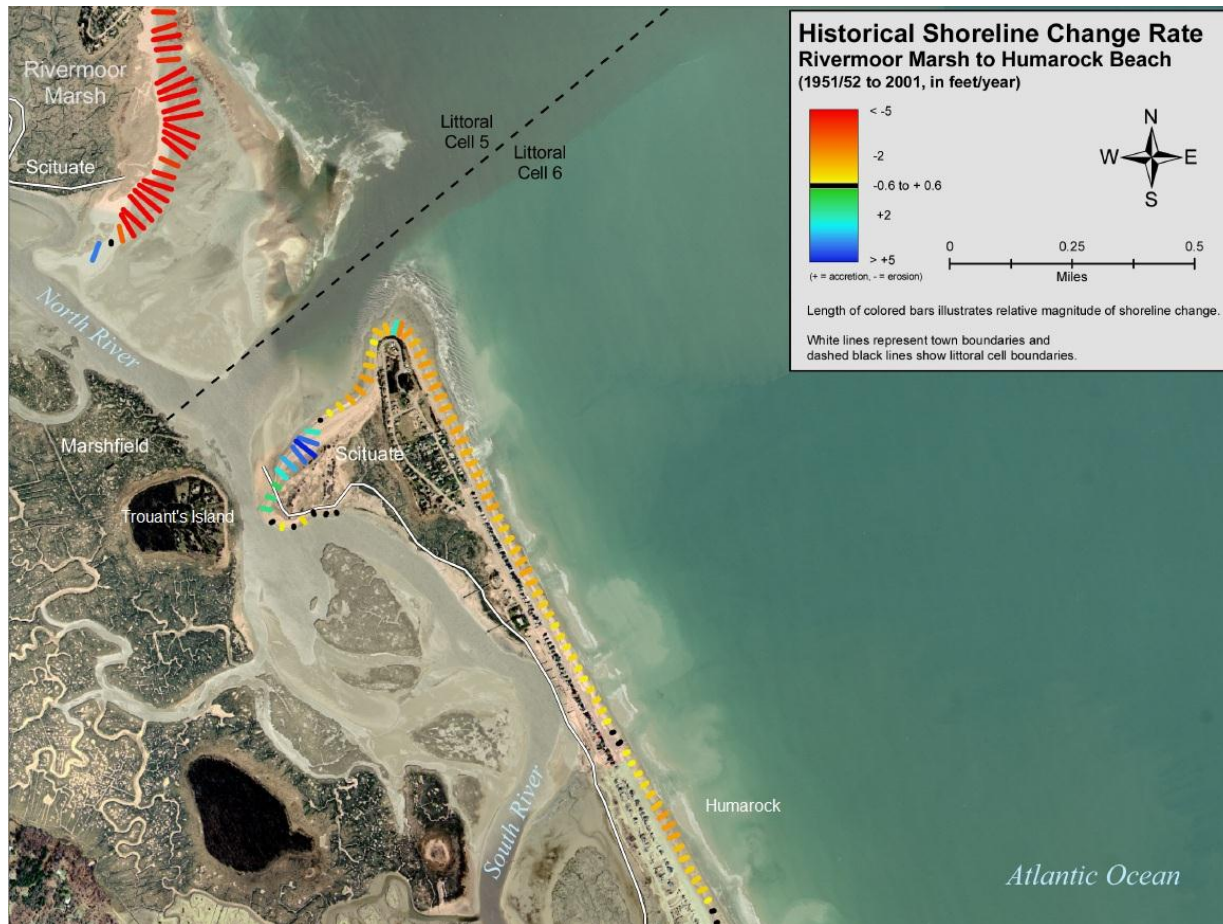 Historical Shoreline Change Rate
Rivermoor Marsh to Humarock Beach
(1951/52 to 2001, in feet/year)
< -5
-2
-0.6 to + 0.6
+2
> +5
(+ = accretion, - = erosion)
N
W
E
S
0
0.25
0.5
Miles
Length of colored bars illustrates relative magnitude of shoreline change.
White lines represent town boundaries and
dashed black lines show littoral cell boundaries.
Rivermoor
Marsh
Littoral
Cell 5
Littoral
Cell 6
Scituate
North River
Marshfield
Scituate
Trouant's Island
Humarock
South River
Atlantic Ocean